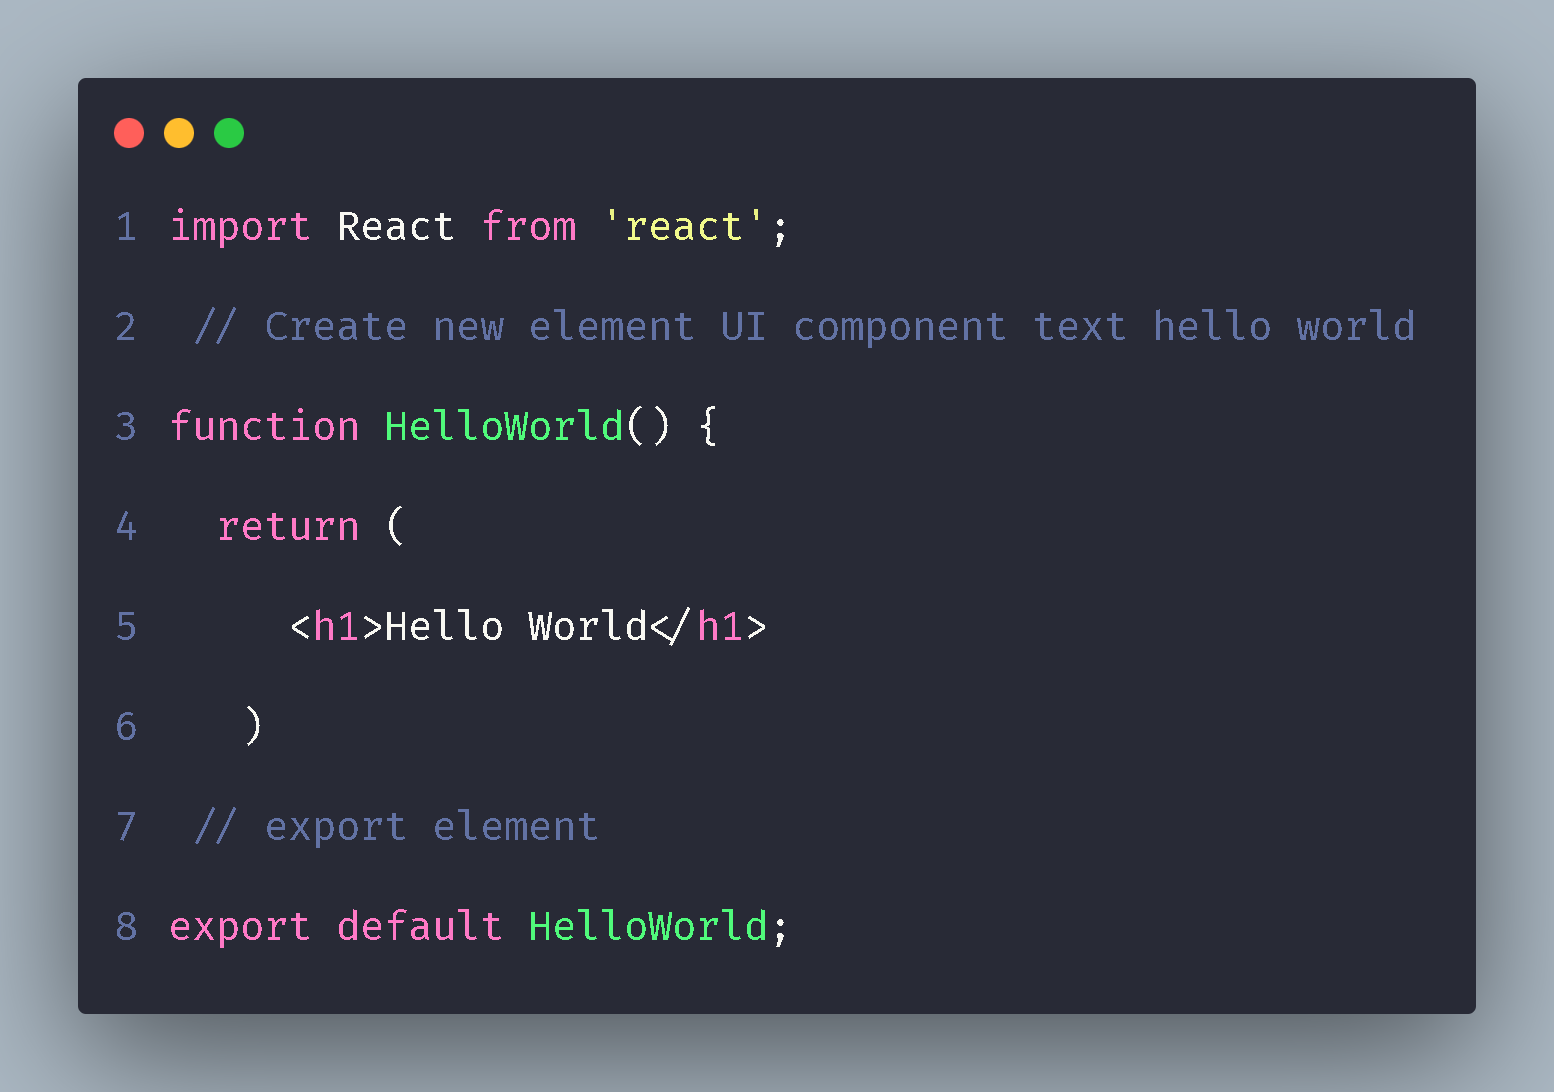 1 import React from 'react';
2  // Create new element UI component text hello world
3 function HelloWorld() {
4   return (
5      <h1>Hello World</h1>
6    )
7  // export element
8 export default HelloWorld;